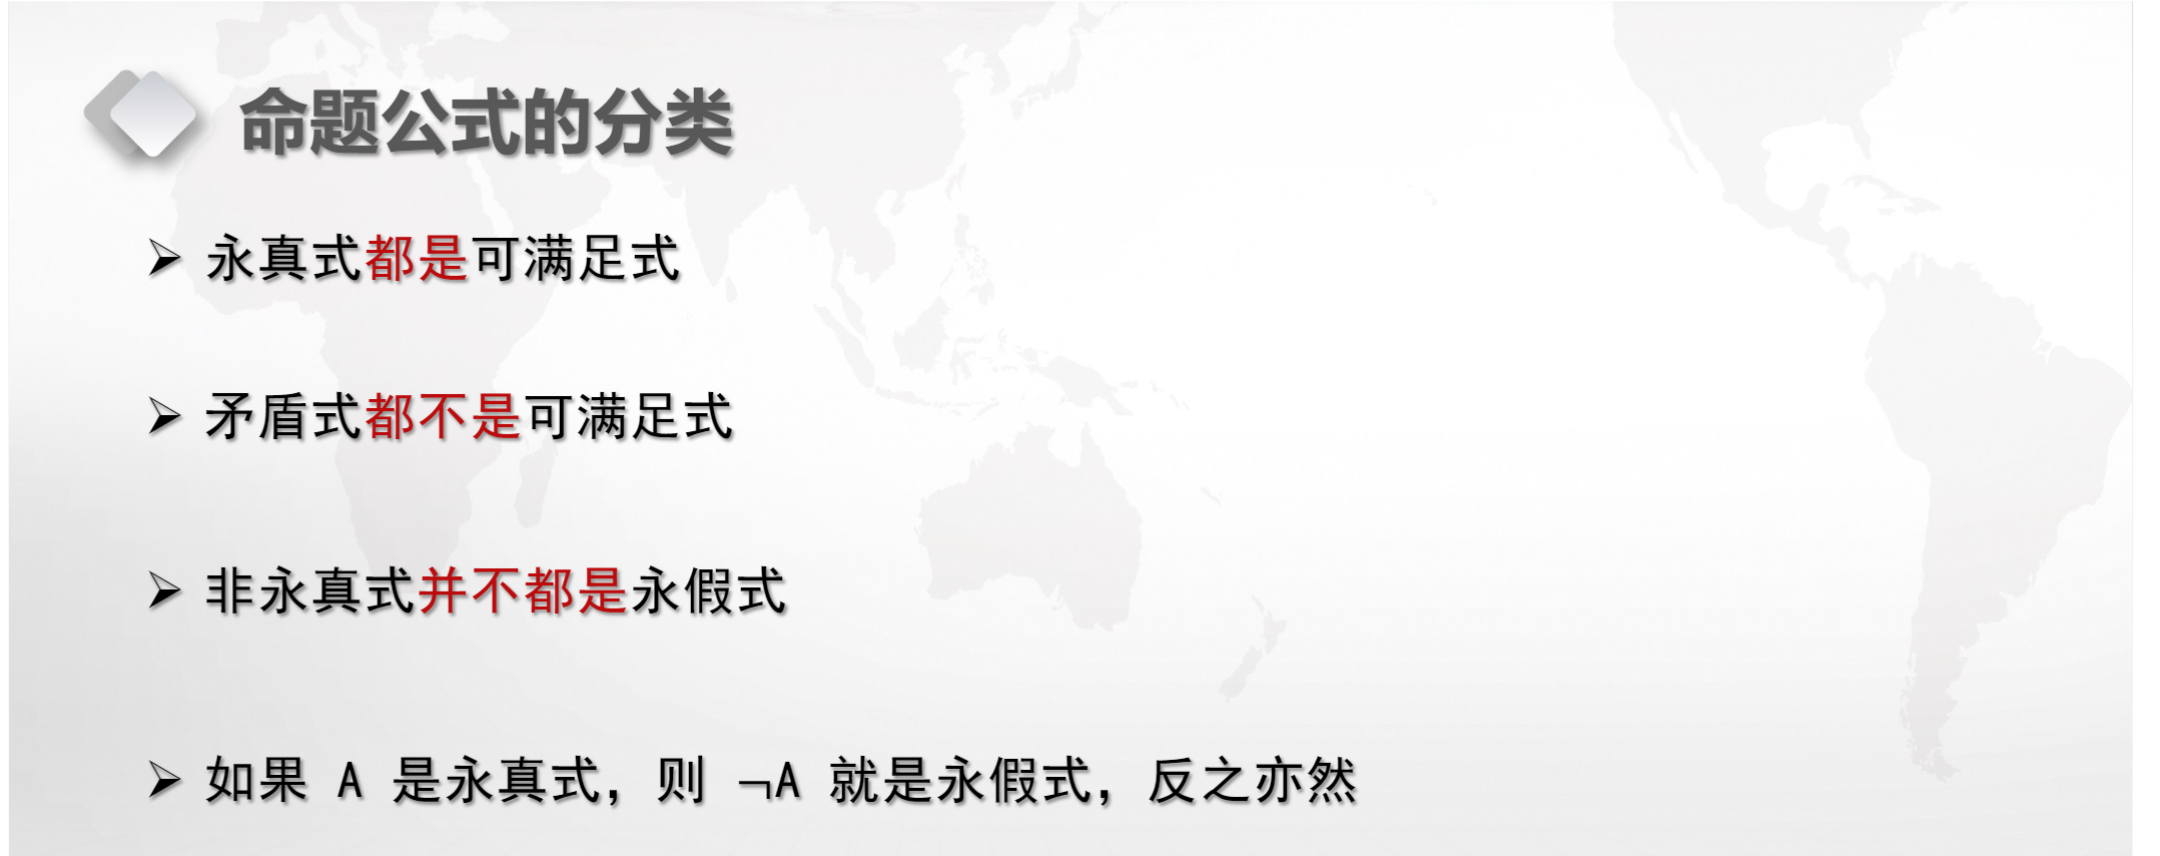 命题公式的分类
➢ 永真式都是可满足式
➢ 矛盾式都不是可满足式
➢ 非永真式并不都是永假式
➢ 如果 A 是永真式，则 ¬A 就是永假式，反之亦然